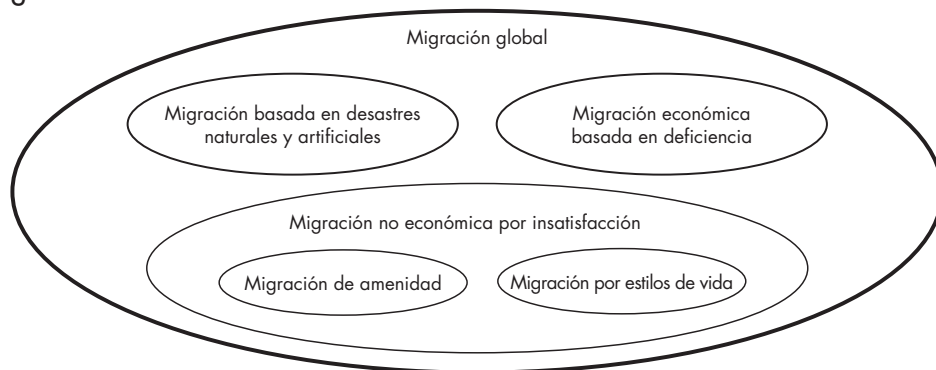 Migración global
Migración basada en desastres
naturales y artificiales
Migración económica
basada en deficiencia
Migración no económica por insatisfacción
Migración de amenidad
Migración por estilos de vida